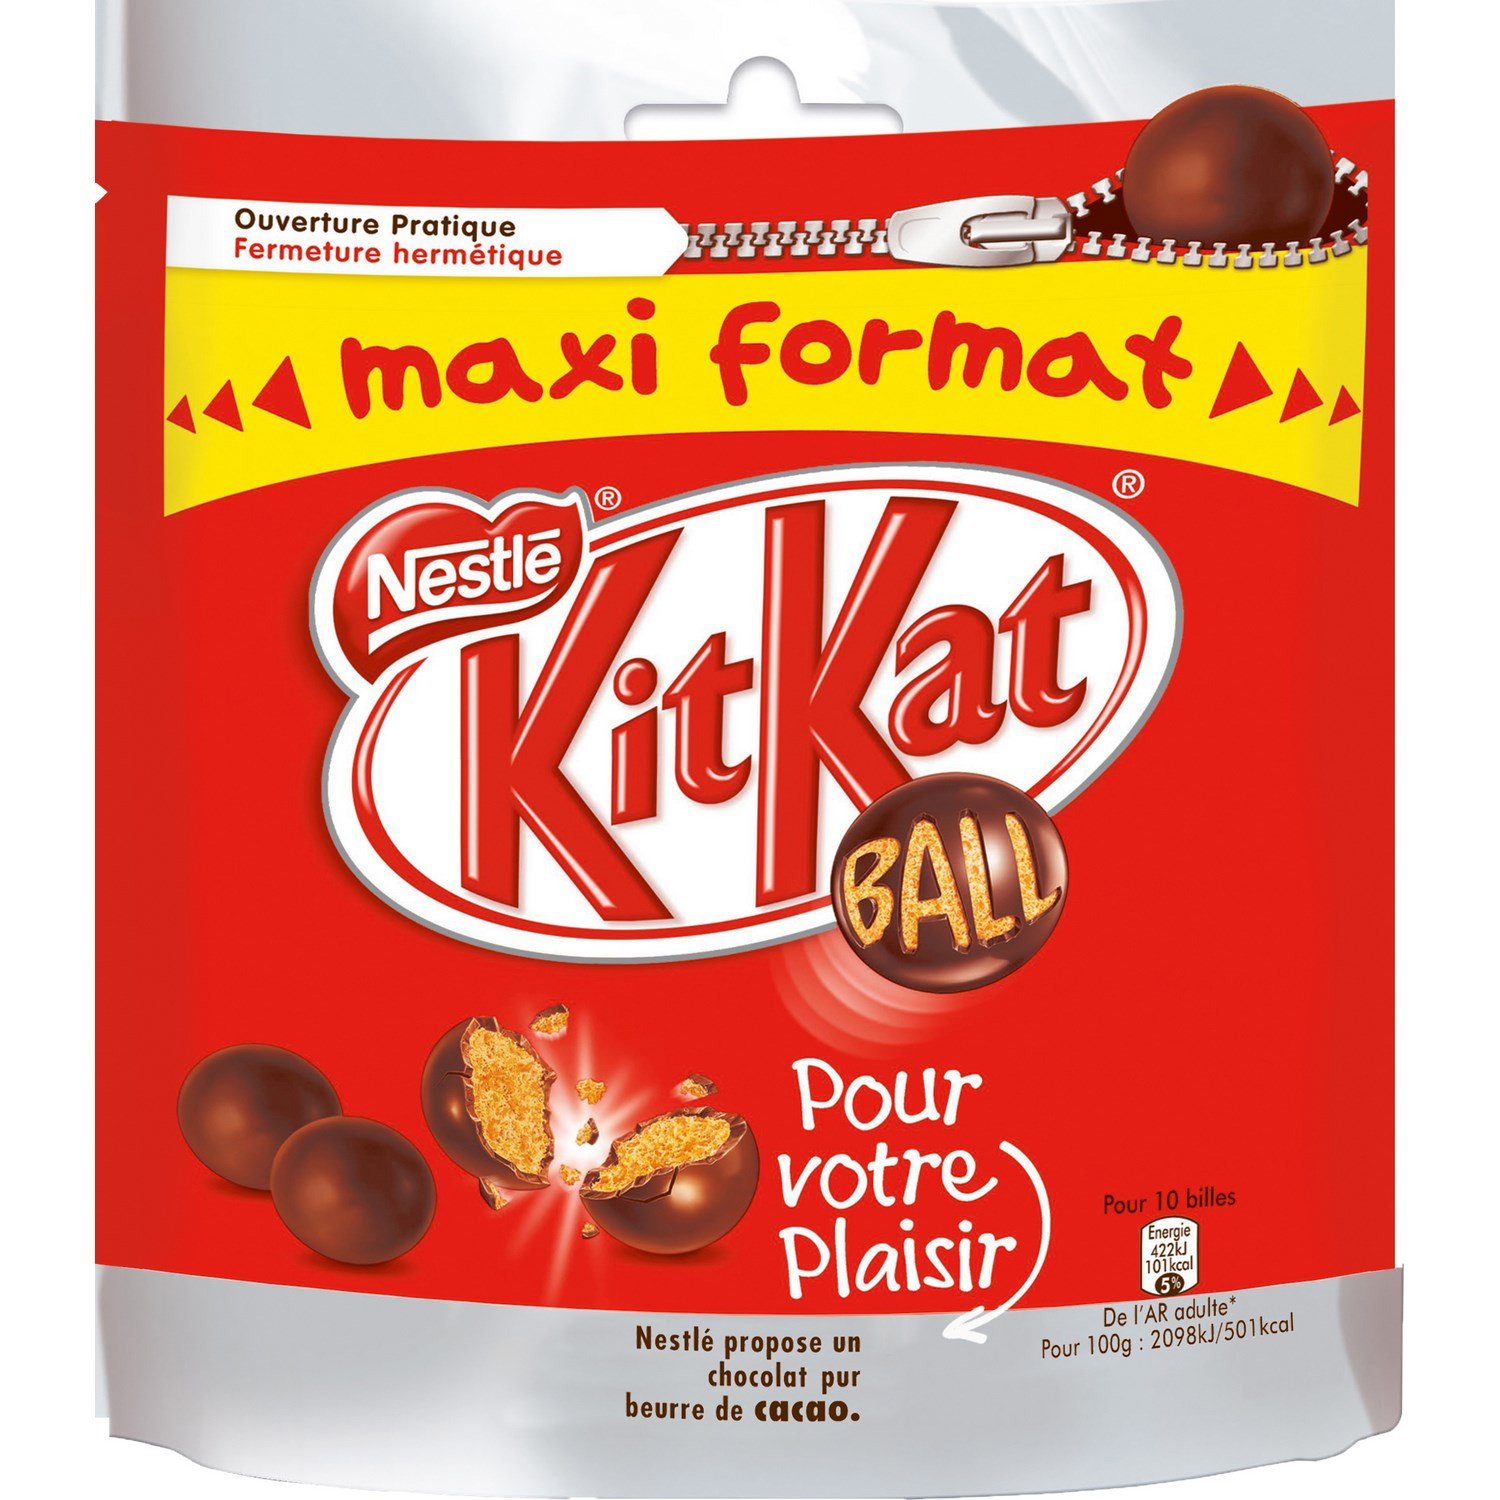 Ouverture Pratique
Fermeture hermétique
maxi format
Nestlé ®
KitKat ®
BALL
Pour
votre
Plaisir
Pour 10 billes
Energie
422kJ
101kcal
5%
De l'AR adulte*
Pour 100g : 2098kJ/501kcal
Nestlé propose un
chocolat pur
beurre de cacao.